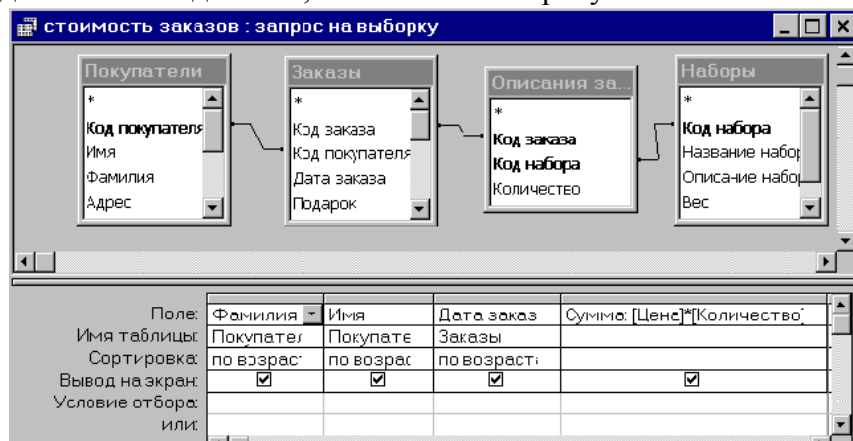 стоимость заказов : запрос на выборку
Покупатели
*
Код покупателя
Имя
Фамилия
Адрес
Заказы
*
Код заказа
Код покупателя
Дата заказа
Подарок
Описания за...
*
Код заказа
Код набора
Количество
Наборы
*
Код набора
Название набор
Описание набор
Вес
Поле: Фамилия Имя Дата заказ Сумма: [Цена]*[Количество]
Имя таблицы: Покупател Покупате Заказы
Сортировка: по возраст по возрас по возраста
Вывод на экран:
Условие отбора:
или: